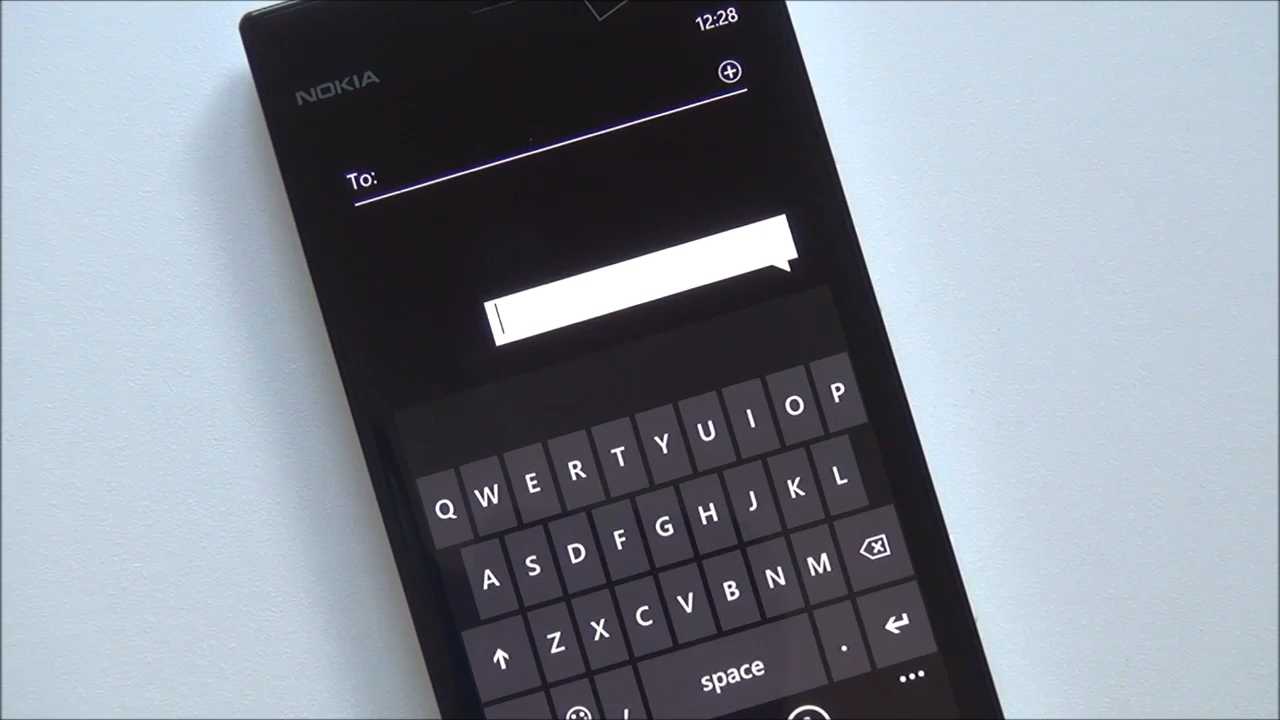 12:28
NOKIA
To:
Q W E R T Y U I O P
A S D F G H J K L
Z X C V B N M
space .